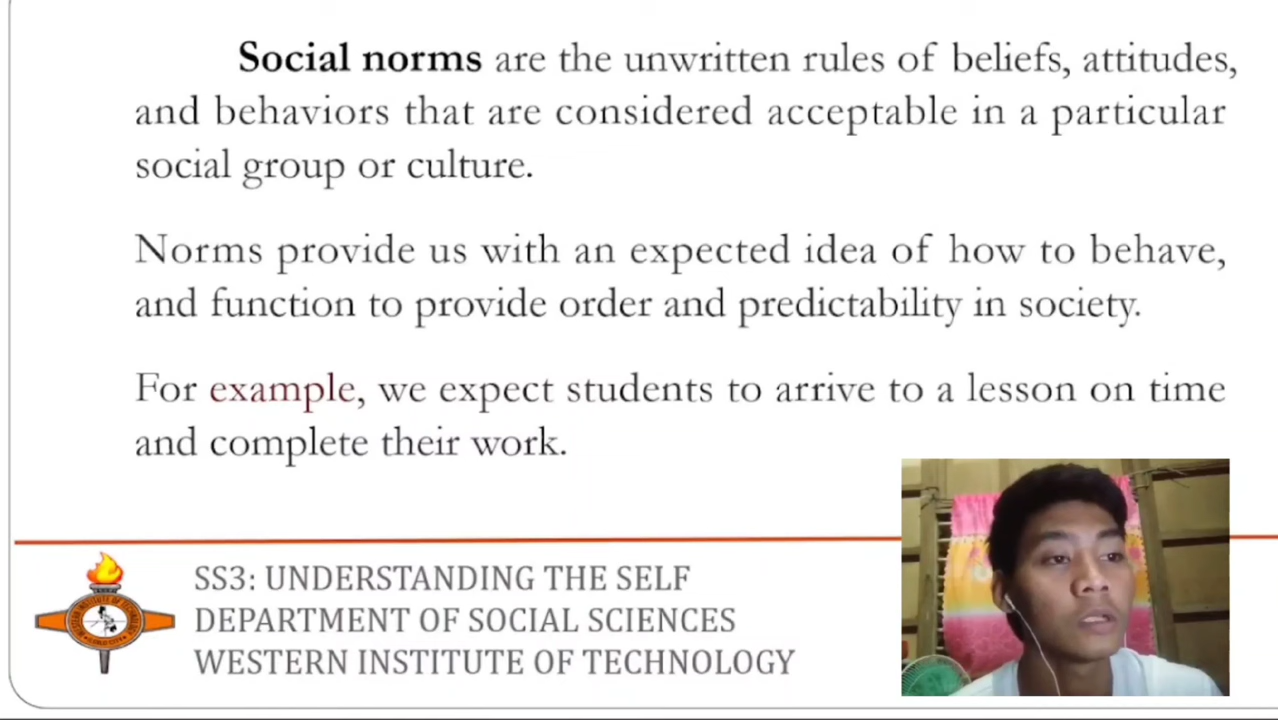 Social norms are the unwritten rules of beliefs, attitudes,
and behaviors that are considered acceptable in a particular
social group or culture.
Norms provide us with an expected idea of how to behave,
and function to provide order and predictability in society.
For example, we expect students to arrive to a lesson on time
and complete their work.
SS3: UNDERSTANDING THE SELF
DEPARTMENT OF SOCIAL SCIENCES
WESTERN INSTITUTE OF TECHNOLOGY